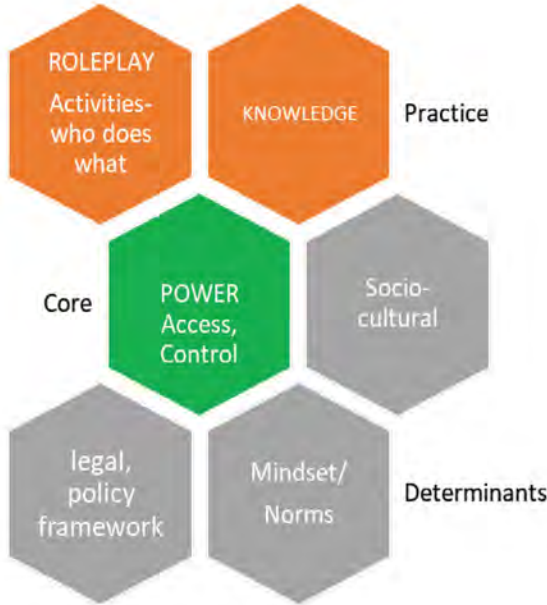 ROLEPLAY
Activities-
who does
what
KNOWLEDGE
Practice
Core
POWER
Access,
Control
Socio-
cultural
legal,
policy
framework
Mindset/
Norms
Determinants